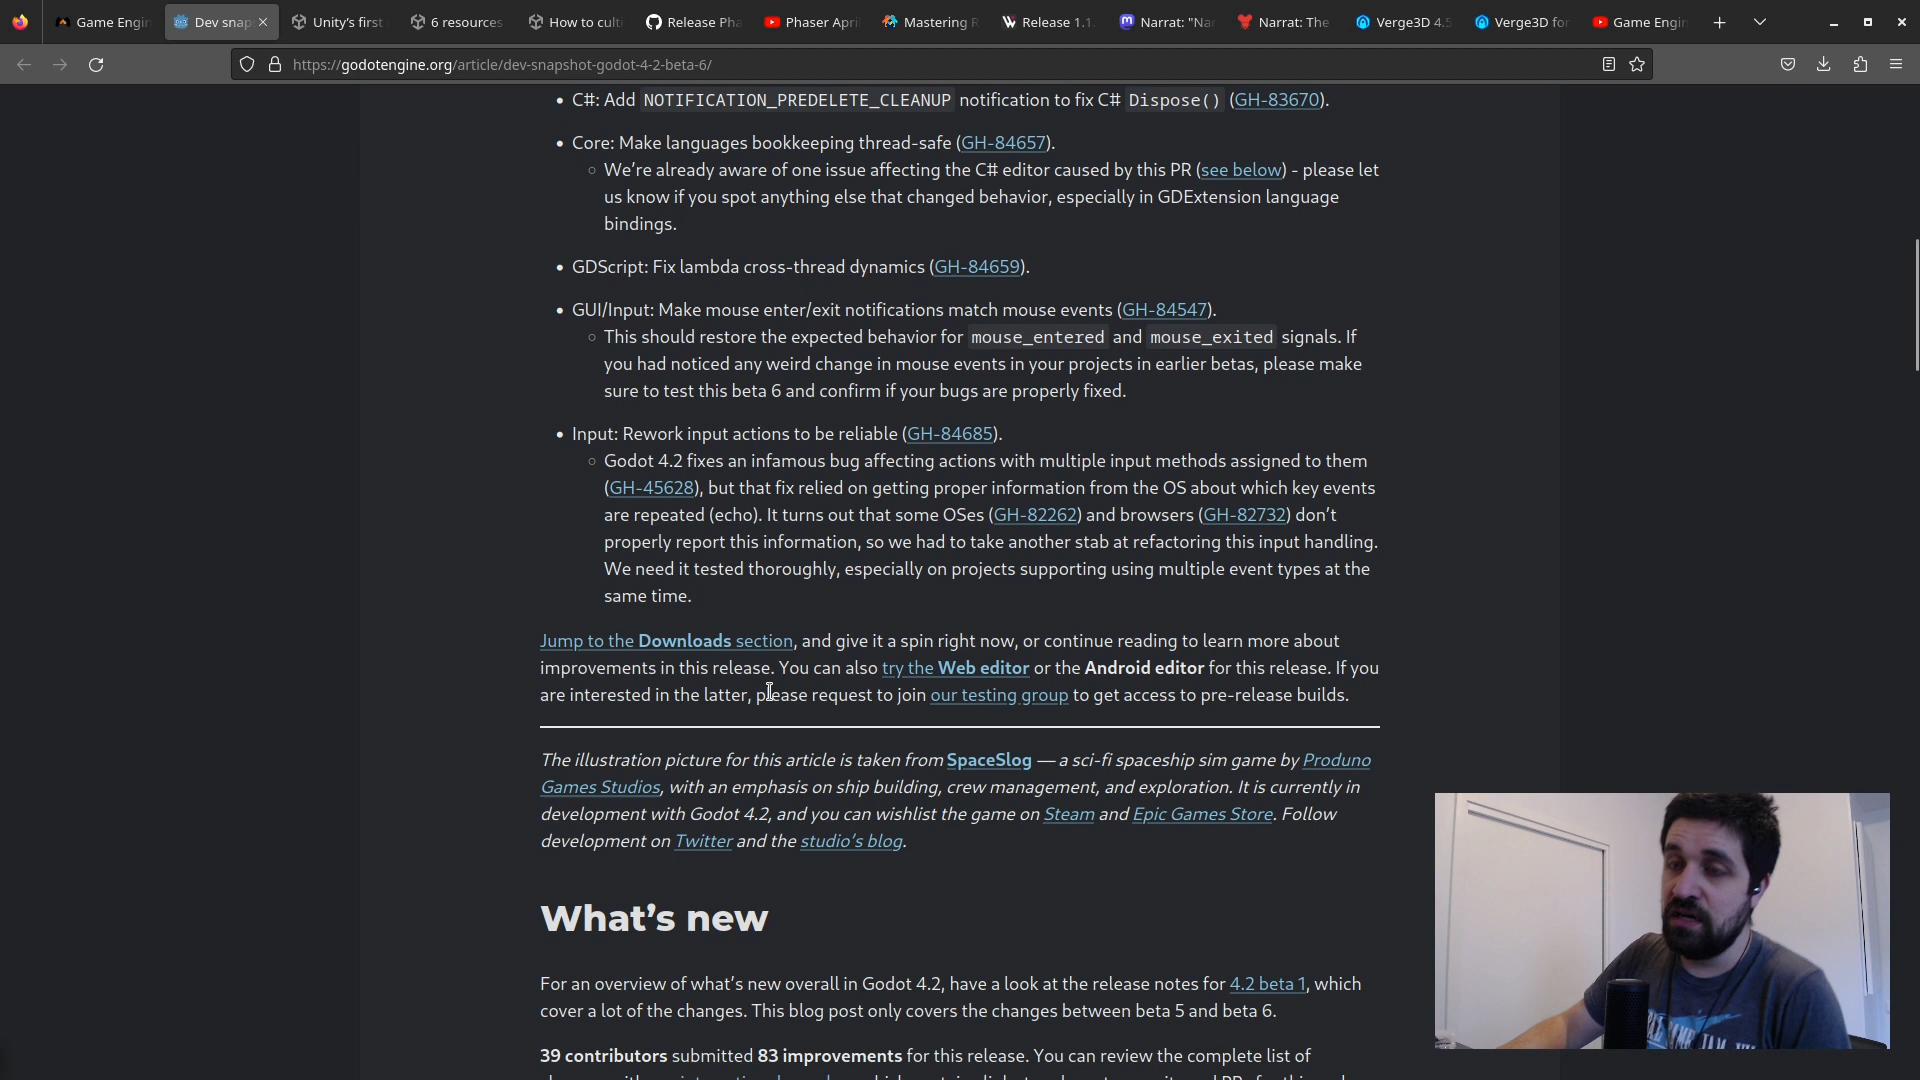 Game Engin
Dev snap
Unity's first
6 resources
How to culti
Release Pha
Phaser April
Mastering R
Release 1.1.
Narrat: "Nar
Narrat: The
Verge3D 4.5
Verge3D for
Game Engin
https://godotengine.org/article/dev-snapshot-godot-4-2-beta-6/
• C#: Add NOTIFICATION_PREDELETE_CLEANUP notification to fix C# Dispose() (GH-83670).
• Core: Make languages bookkeeping thread-safe (GH-84657).
We're already aware of one issue affecting the C# editor caused by this PR (see below) - please let
us know if you spot anything else that changed behavior, especially in GDExtension language
bindings.
• GDScript: Fix lambda cross-thread dynamics (GH-84659).
• GUI/Input: Make mouse enter/exit notifications match mouse events (GH-84547).
This should restore the expected behavior for mouse_entered and mouse_exited signals. If
you had noticed any weird change in mouse events in your projects in earlier betas, please make
sure to test this beta 6 and confirm if your bugs are properly fixed.
• Input: Rework input actions to be reliable (GH-84685).
Godot 4.2 fixes an infamous bug affecting actions with multiple input methods assigned to them
(GH-45628), but that fix relied on getting proper information from the OS about which key events
are repeated (echo). It turns out that some OSes (GH-82262) and browsers (GH-82732) don't
properly report this information, so we had to take another stab at refactoring this input handling.
We need it tested thoroughly, especially on projects supporting using multiple event types at the
same time.
Jump to the Downloads section, and give it a spin right now, or continue reading to learn more about
improvements in this release. You can also try the Web editor or the Android editor for this release. If you
are interested in the latter, please request to join our testing group to get access to pre-release builds.
The illustration picture for this article is taken from SpaceSlog — a sci-fi spaceship sim game by Produno
Games Studios, with an emphasis on ship building, crew management, and exploration. It is currently in
development with Godot 4.2, and you can wishlist the game on Steam and Epic Games Store. Follow
development on Twitter and the studio's blog.
What's new
For an overview of what's new overall in Godot 4.2, have a look at the release notes for 4.2 beta 1, which
cover a lot of the changes. This blog post only covers the changes between beta 5 and beta 6.
39 contributors submitted 83 improvements for this release. You can review the complete list of